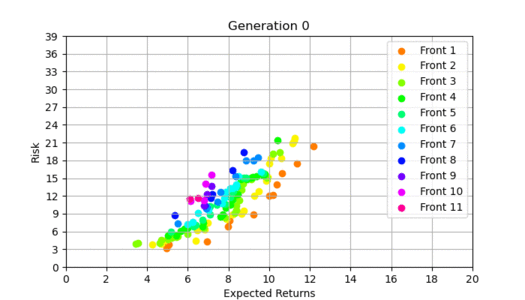 Generation 0
Risk
39
36
33
30
27
24
21
18
15
12
9
6
3
0
0 2 4 6 8 10 12 14 16 18 20
Expected Returns
Front 1
Front 2
Front 3
Front 4
Front 5
Front 6
Front 7
Front 8
Front 9
Front 10
Front 11